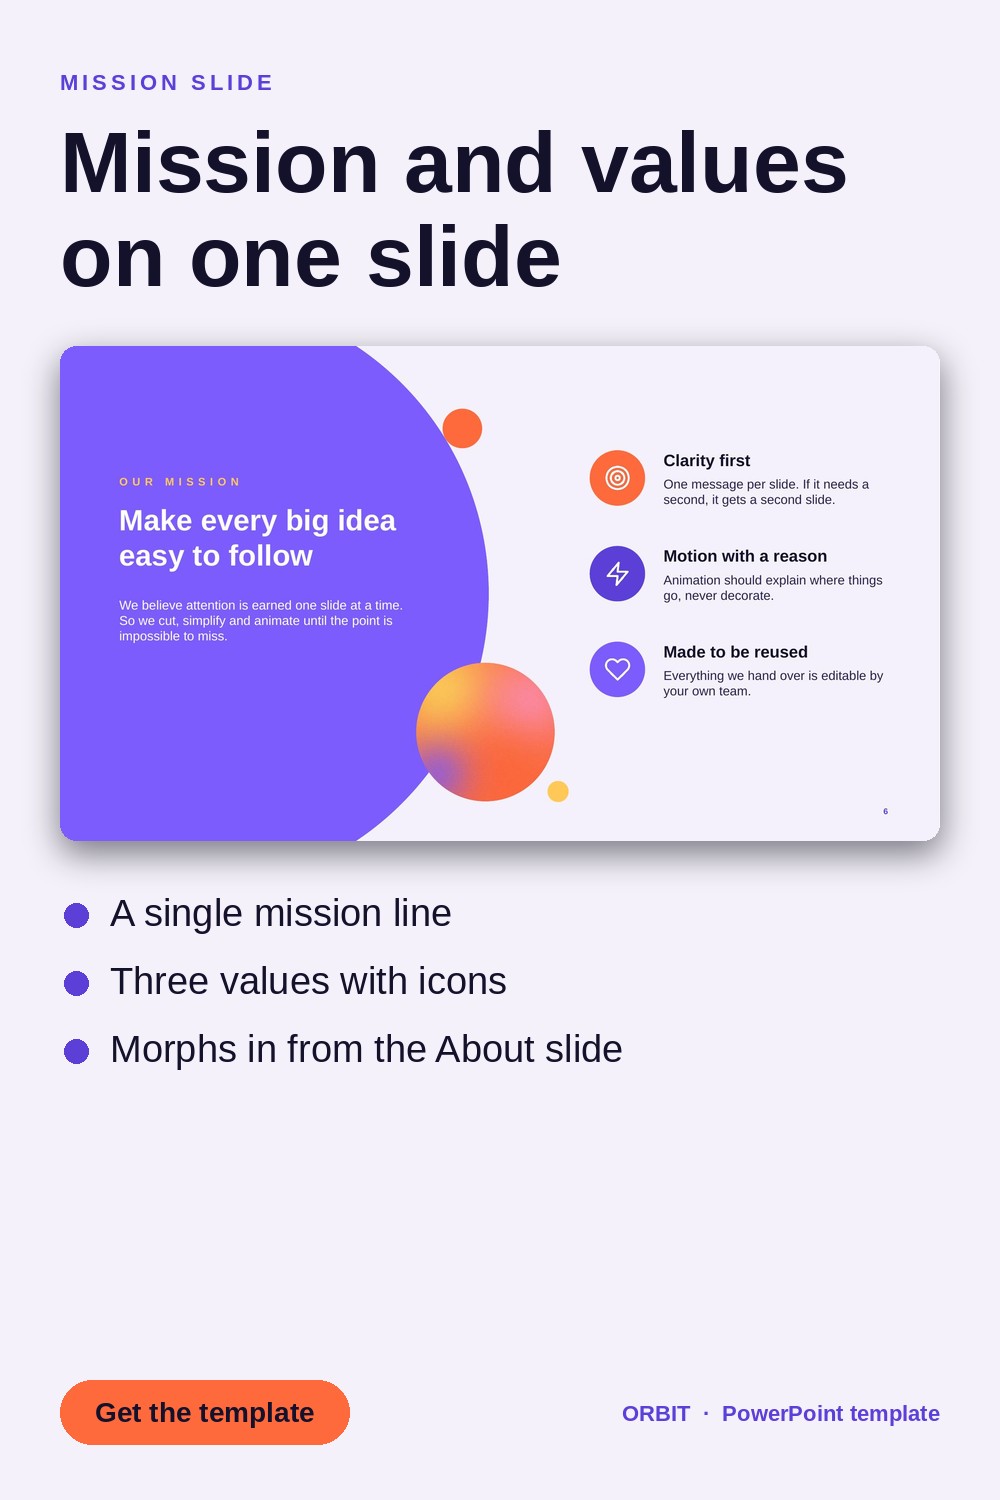 MISSION SLIDE
Mission and values
on one slide
OUR MISSION
Make every big idea
easy to follow
We believe attention is earned one slide at a time.
So we cut, simplify and animate until the point is
impossible to miss.
Clarity first
One message per slide. If it needs a
second, it gets a second slide.
Motion with a reason
Animation should explain where things
go, never decorate.
Made to be reused
Everything we hand over is editable by
your own team.
6
A single mission line
Three values with icons
Morphs in from the About slide
Get the template
ORBIT · PowerPoint template